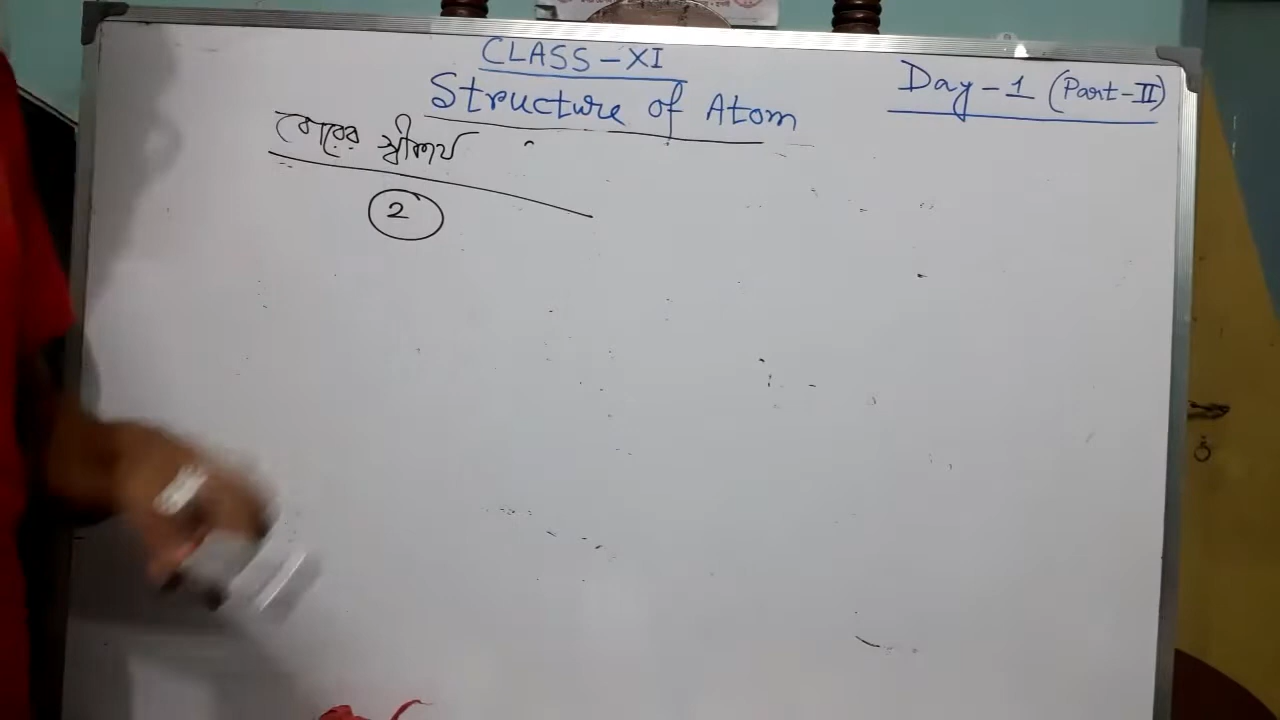 CLASS-XI
Structure of Atom
Day-1 (Part-II)
বোরের স্বীকার্য
2